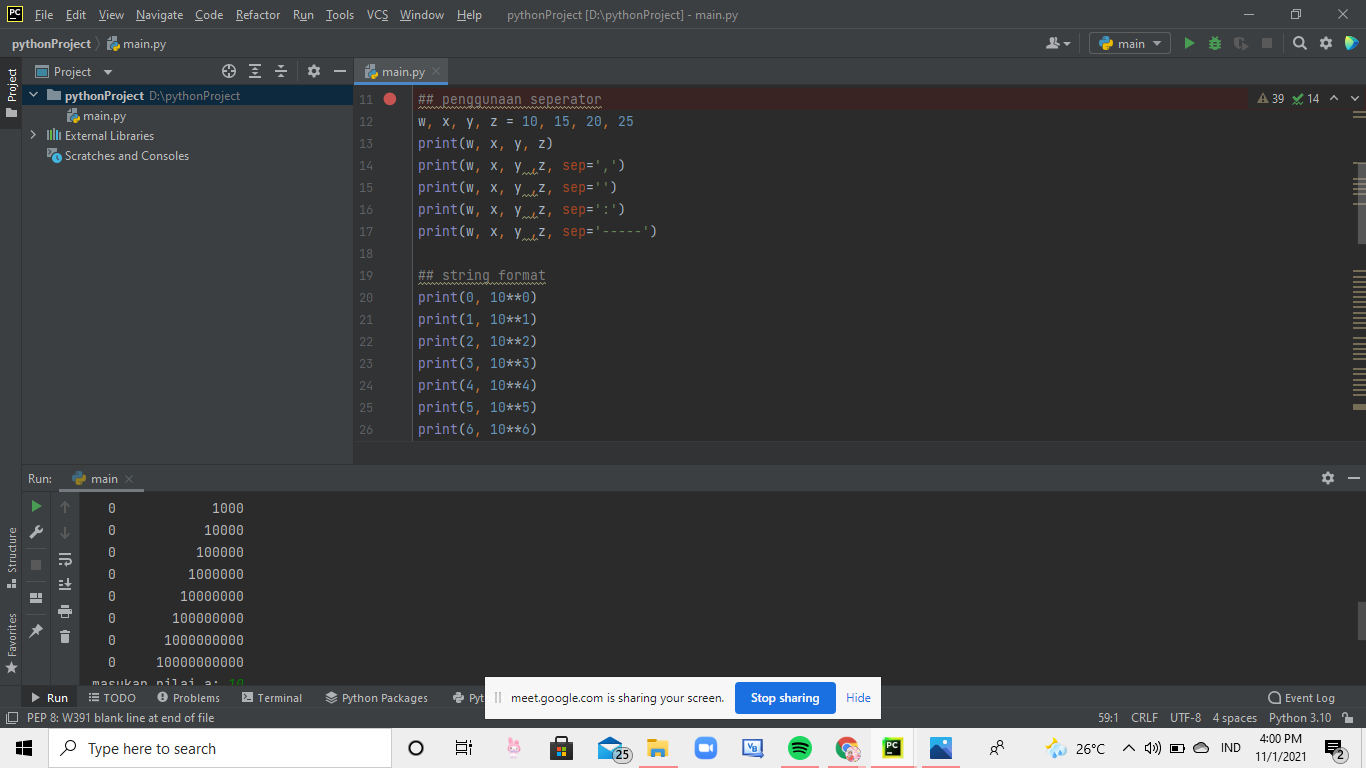 File Edit View Navigate Code Refactor Run Tools VCS Window Help pythonProject [D:\pythonProject] - main.py
pythonProject main.py main
Project main.py
Project
pythonProject D:\pythonProject
main.py
External Libraries
Scratches and Consoles
39 14
11 ## penggunaan seperator
12 w, x, y, z = 10, 15, 20, 25
13 print(w, x, y, z)
14 print(w, x, y ,z, sep=',')
15 print(w, x, y ,z, sep='')
16 print(w, x, y ,z, sep=':')
17 print(w, x, y ,z, sep='-----')
18
19 ## string format
20 print(0, 10**0)
21 print(1, 10**1)
22 print(2, 10**2)
23 print(3, 10**3)
24 print(4, 10**4)
25 print(5, 10**5)
26 print(6, 10**6)
Run: main
0 1000
0 10000
0 100000
0 1000000
0 10000000
0 100000000
0 1000000000
0 10000000000
masukan nilai a: 10
Structure
Favorites
meet.google.com is sharing your screen. Stop sharing Hide
Run TODO Problems Terminal Python Packages Pyt Event Log
PEP 8: W391 blank line at end of file 59:1 CRLF UTF-8 4 spaces Python 3.10
Type here to search 25 26°C IND 4:00 PM
11/1/2021 2